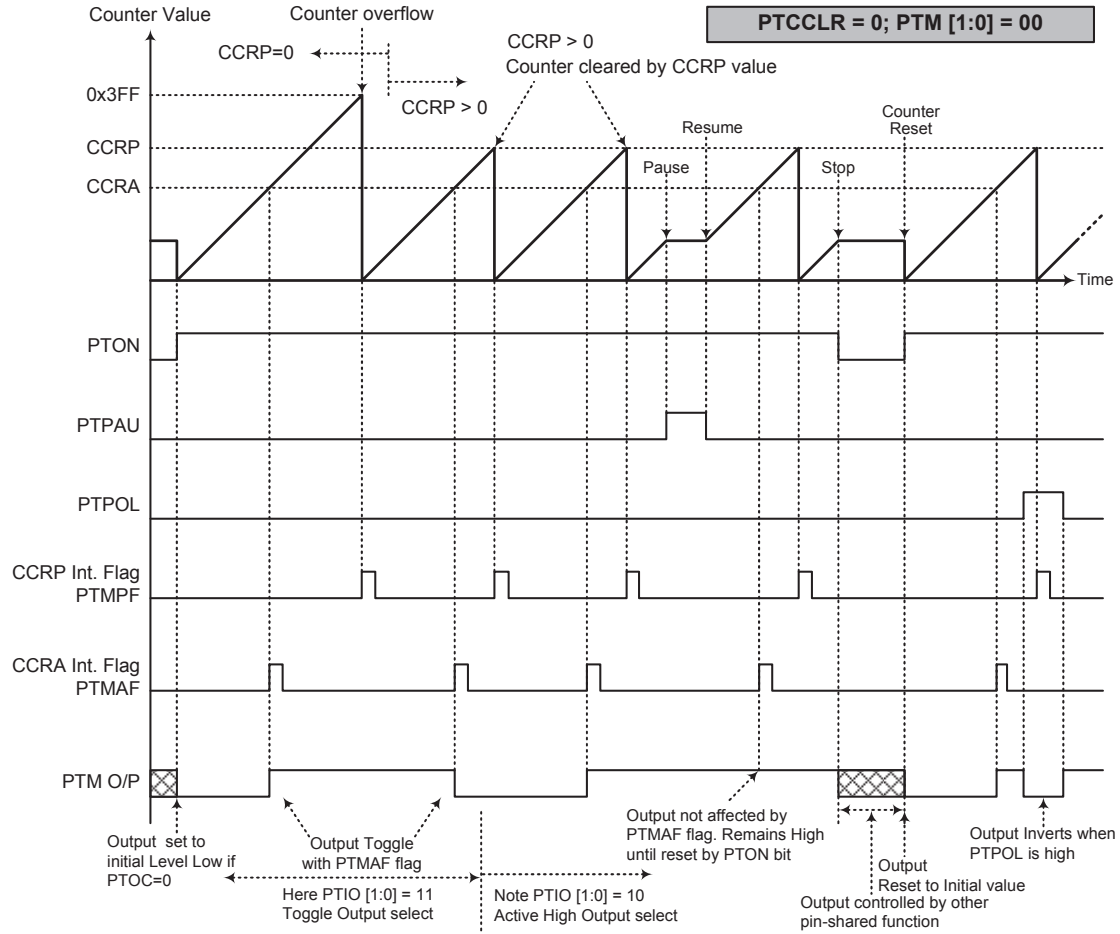 Counter Value
Counter overflow
PTCCLR = 0; PTM [1:0] = 00
CCRP=0
CCRP > 0
CCRP > 0
Counter cleared by CCRP value
0x3FF
CCRP
CCRA
Pause
Resume
Stop
Counter
Reset
Time
PTON
PTPAU
PTPOL
CCRP Int. Flag
PTMPF
CCRA Int. Flag
PTMAF
PTM O/P
Output set to
initial Level Low if
PTOC=0
Output Toggle
with PTMAF flag
Here PTIO [1:0] = 11
Toggle Output select
Note PTIO [1:0] = 10
Active High Output select
Output not affected by
PTMAF flag. Remains High
until reset by PTON bit
Output
Reset to Initial value
Output controlled by other
pin-shared function
Output Inverts when
PTPOL is high